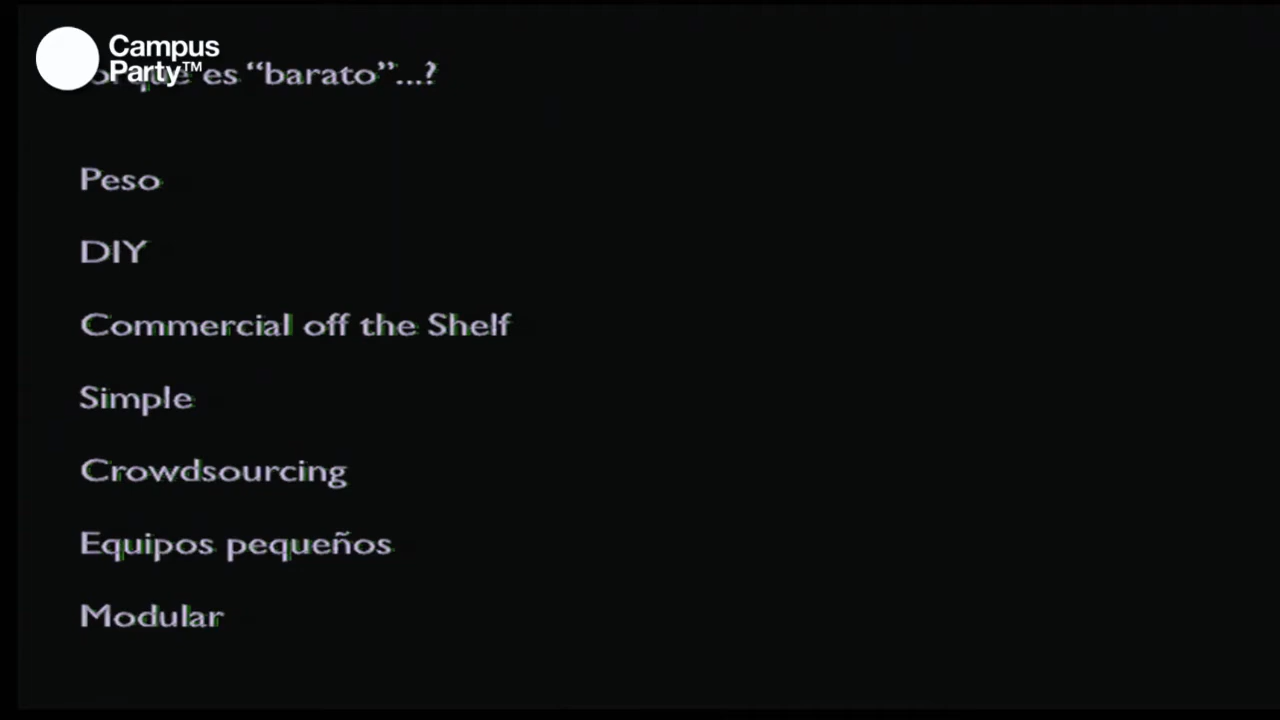 Campus
Party™
es “barato”...?
Peso
DIY
Commercial off the Shelf
Simple
Crowdsourcing
Equipos pequeños
Modular